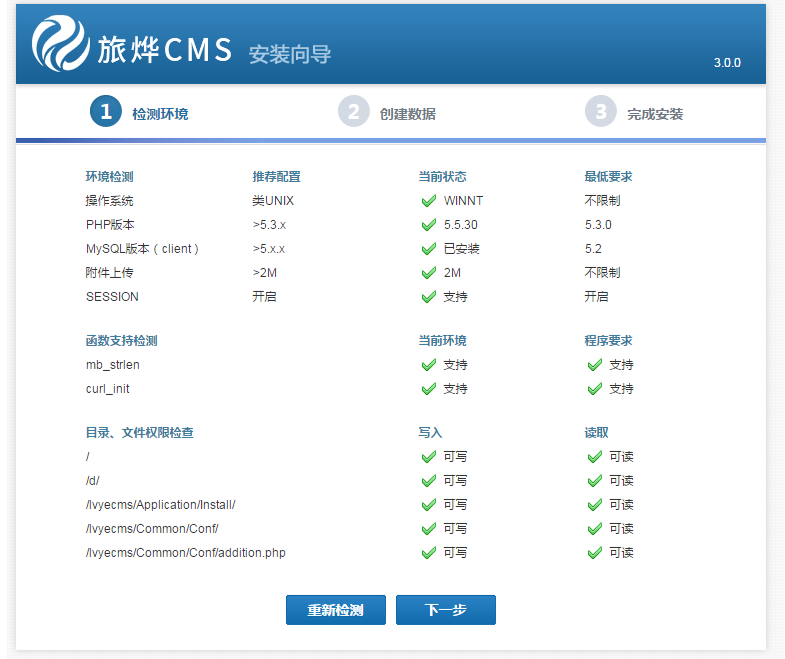 旅烨CMS 安装向导
3.0.0
1 检测环境 2 创建数据 3 完成安装
环境检测 推荐配置 当前状态 最低要求
操作系统 类UNIX WINNT 不限制
PHP版本 >5.3.x 5.5.30 5.3.0
MySQL版本（client） >5.x.x 已安装 5.2
附件上传 >2M 2M 不限制
SESSION 开启 支持 开启
函数支持检测 当前环境 程序要求
mb_strlen 支持 支持
curl_init 支持 支持
目录、文件权限检查 写入 读取
/ 可写 可读
/d/ 可写 可读
/lvyecms/Application/Install/ 可写 可读
/lvyecms/Common/Conf/ 可写 可读
/lvyecms/Common/Conf/addition.php 可写 可读
重新检测 下一步